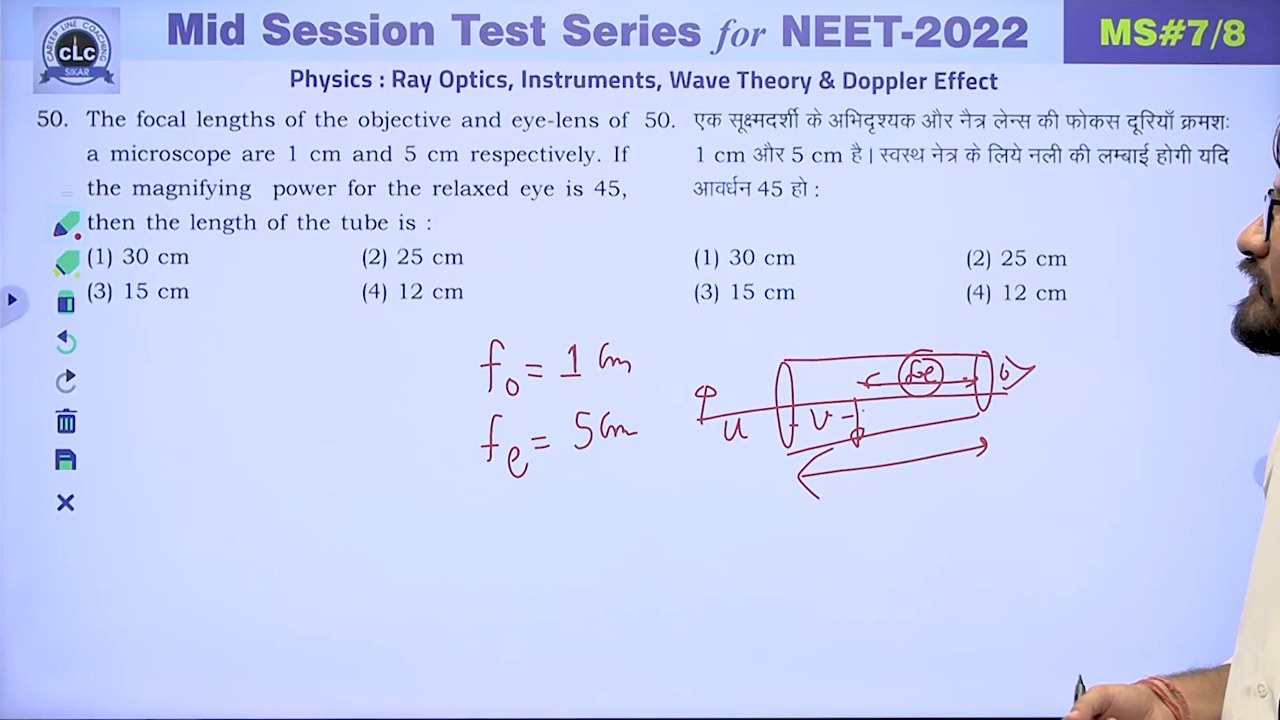 CAREER LINE COACHING
CLC
SIKAR
Mid Session Test Series for NEET-2022
MS#7/8
Physics : Ray Optics, Instruments, Wave Theory & Doppler Effect
50. The focal lengths of the objective and eye-lens of
a microscope are 1 cm and 5 cm respectively. If
the magnifying power for the relaxed eye is 45,
then the length of the tube is :
(1) 30 cm (2) 25 cm
(3) 15 cm (4) 12 cm
50. एक सूक्ष्मदर्शी के अभिदृश्यक और नैत्र लेन्स की फोकस दूरियाँ क्रमशः
1 cm और 5 cm है। स्वस्थ नेत्र के लिये नली की लम्बाई होगी यदि
आवर्धन 45 हो :
(1) 30 cm (2) 25 cm
(3) 15 cm (4) 12 cm
fo = 1 cm
fe = 5 cm
fe
u
v